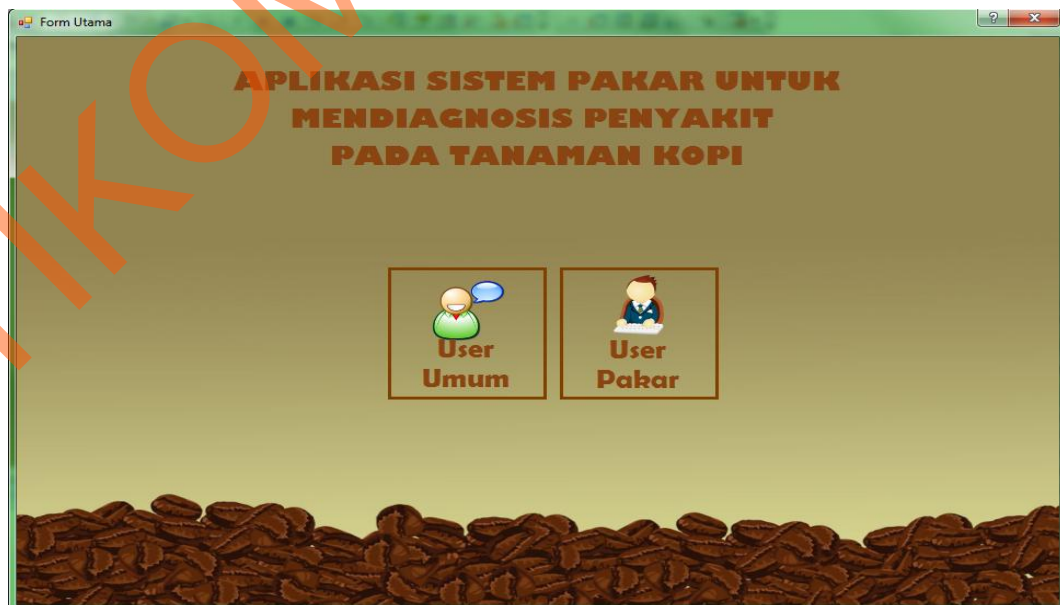 Form Utama
APLIKASI SISTEM PAKAR UNTUK
MENDIAGNOSIS PENYAKIT
PADA TANAMAN KOPI
User
Umum
User
Pakar